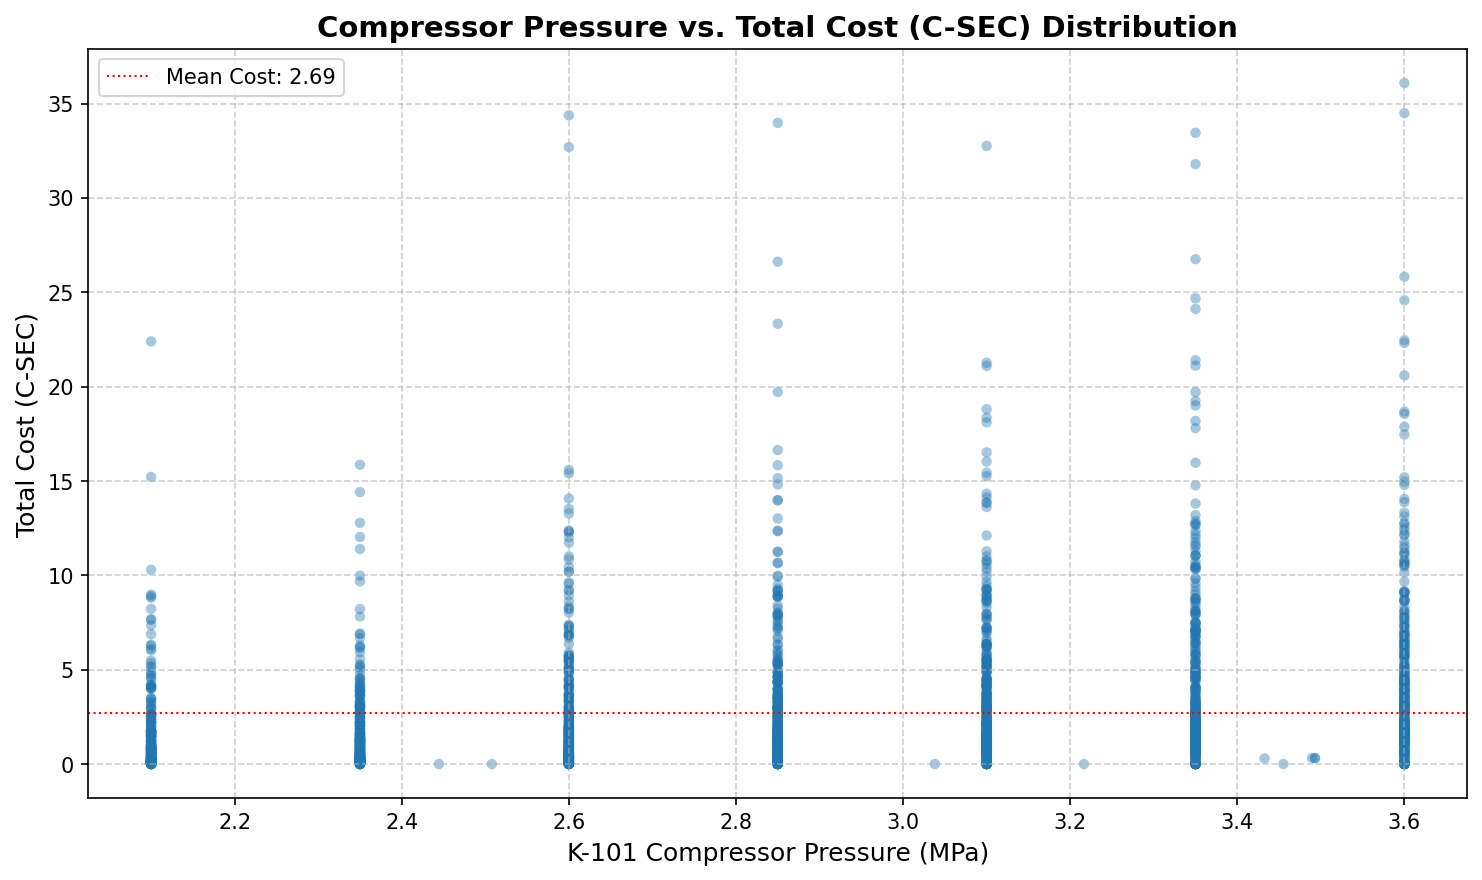 Compressor Pressure vs. Total Cost (C-SEC) Distribution
Mean Cost: 2.69
Total Cost (C-SEC)
35
30
25
20
15
10
5
0
2.2 2.4 2.6 2.8 3.0 3.2 3.4 3.6
K-101 Compressor Pressure (MPa)